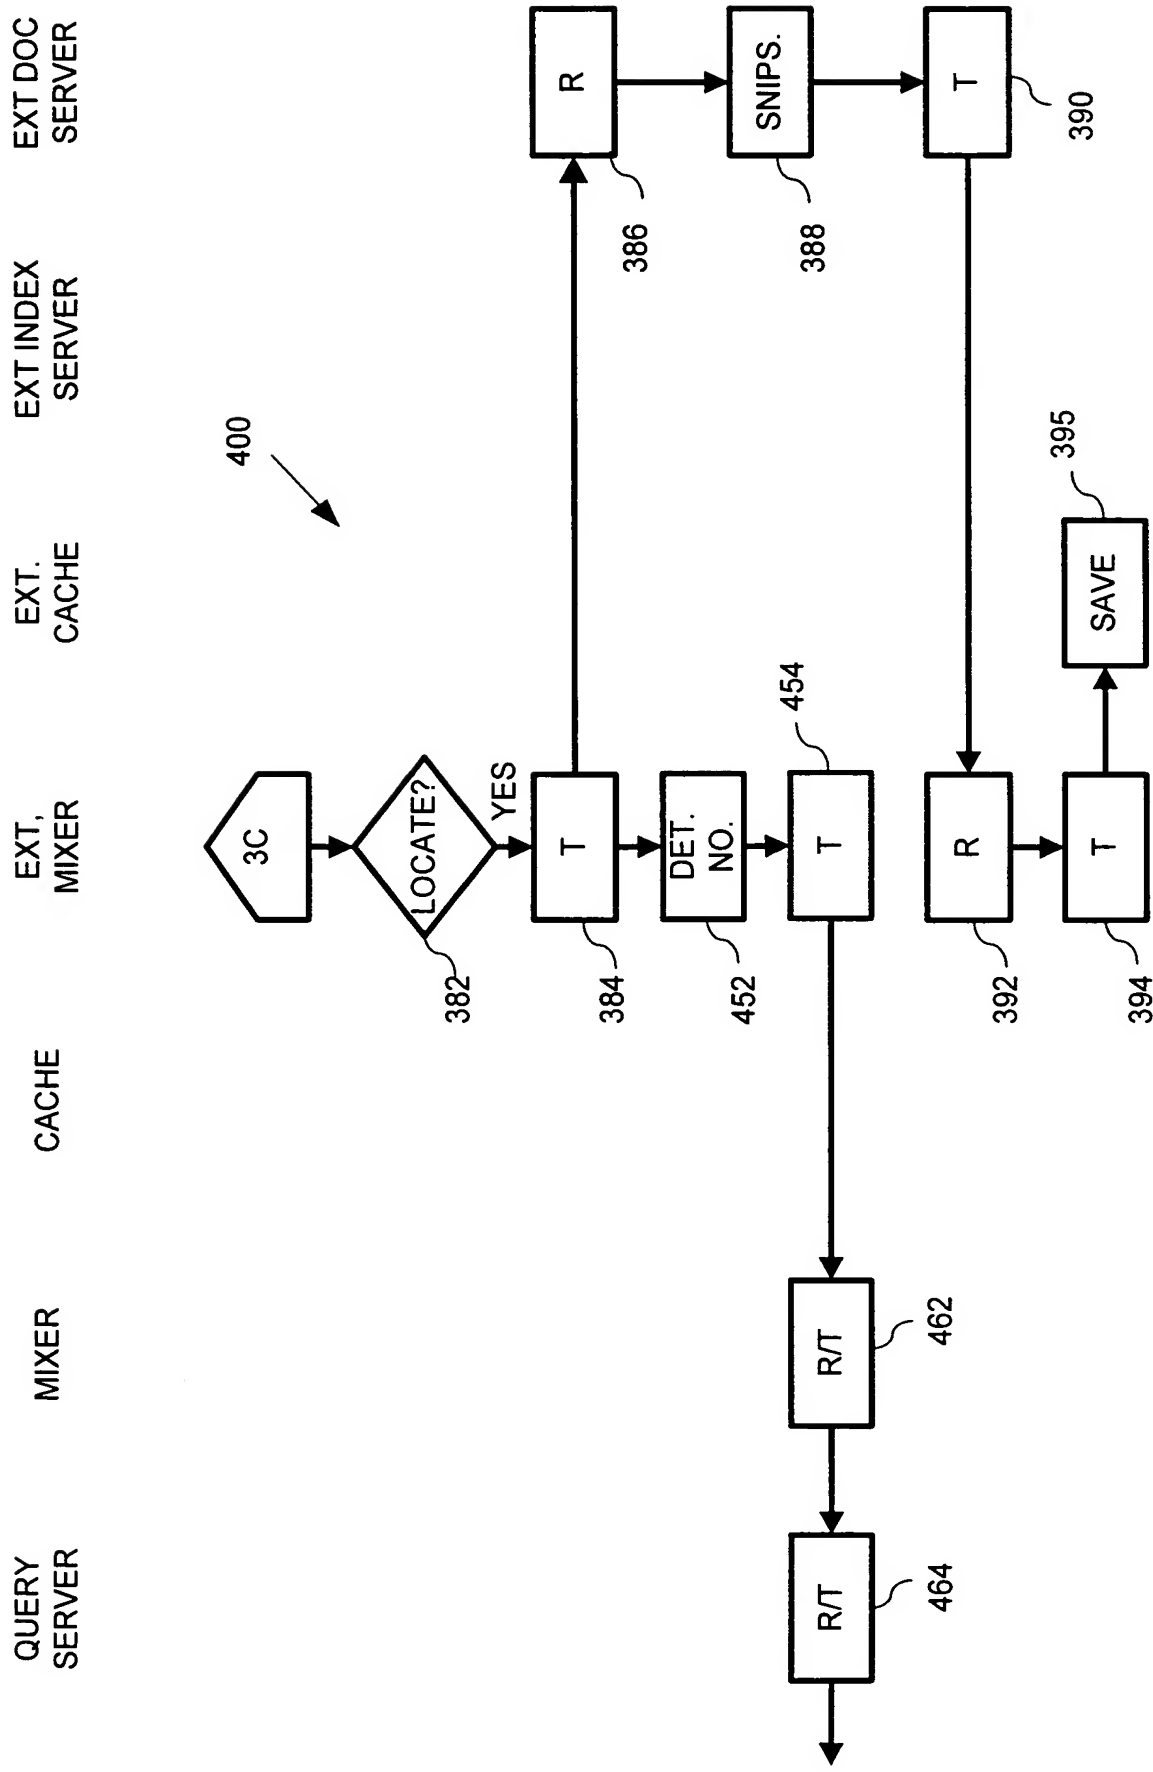 QUERY
SERVER
MIXER
CACHE
EXT,
MIXER
EXT.
CACHE
EXT INDEX
SERVER
EXT DOC
SERVER
400
3C
LOCATE?
382
YES
T
384
R
386
DET.
NO.
452
SNIPS.
388
R/T
464
R/T
462
T
454
R
392
T
390
T
394
SAVE
395